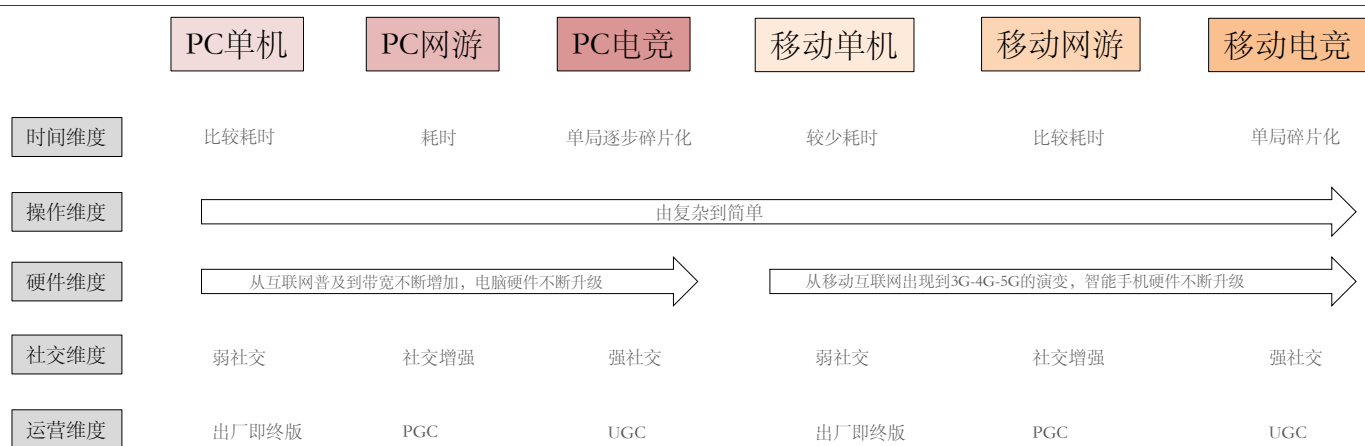 PC单机 PC网游 PC电竞 移动单机 移动网游 移动电竞
时间维度 比较耗时 耗时 单局逐步碎片化 较少耗时 比较耗时 单局碎片化
操作维度 由复杂到简单
硬件维度 从互联网普及到带宽不断增加，电脑硬件不断升级 从移动互联网出现到3G-4G-5G的演变，智能手机硬件不断升级
社交维度 弱社交 社交增强 强社交 弱社交 社交增强 强社交
运营维度 出厂即终版 PGC UGC 出厂即终版 PGC UGC